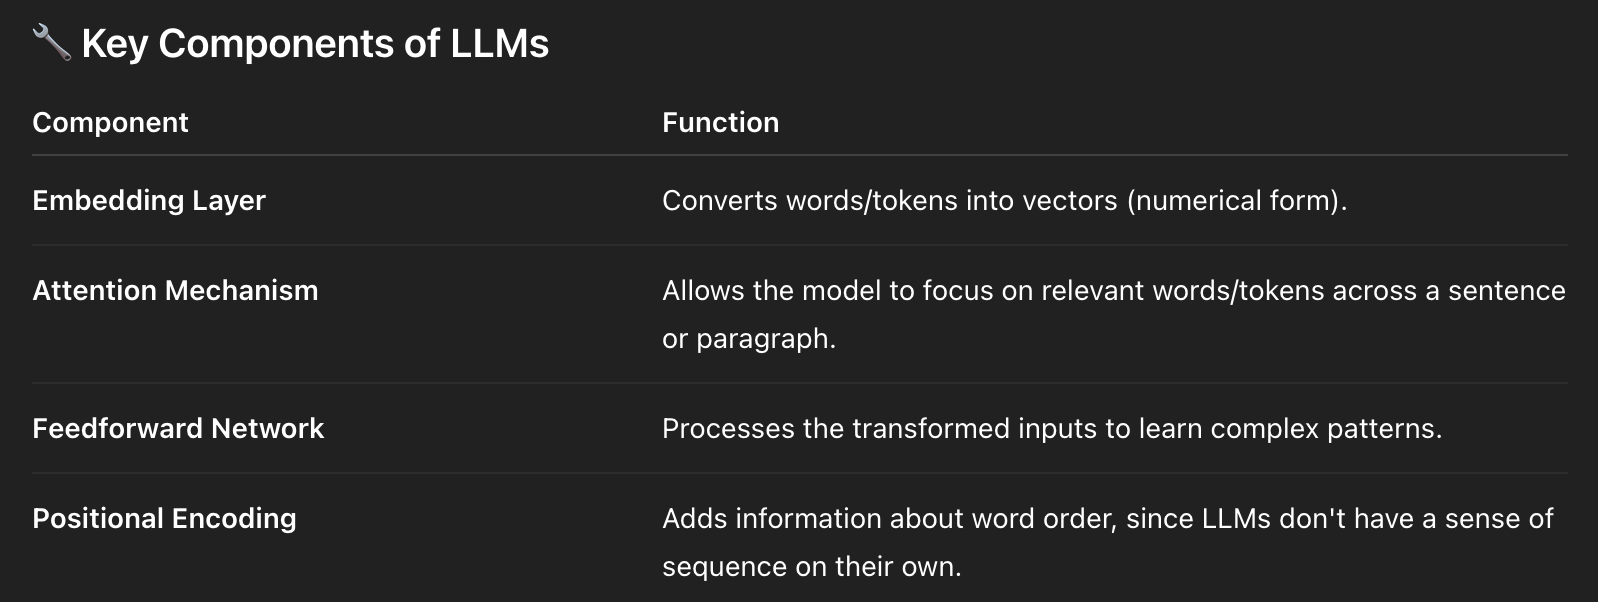 🔧 Key Components of LLMs
Component Function
Embedding Layer Converts words/tokens into vectors (numerical form).
Attention Mechanism Allows the model to focus on relevant words/tokens across a sentence
or paragraph.
Feedforward Network Processes the transformed inputs to learn complex patterns.
Positional Encoding Adds information about word order, since LLMs don't have a sense of
sequence on their own.